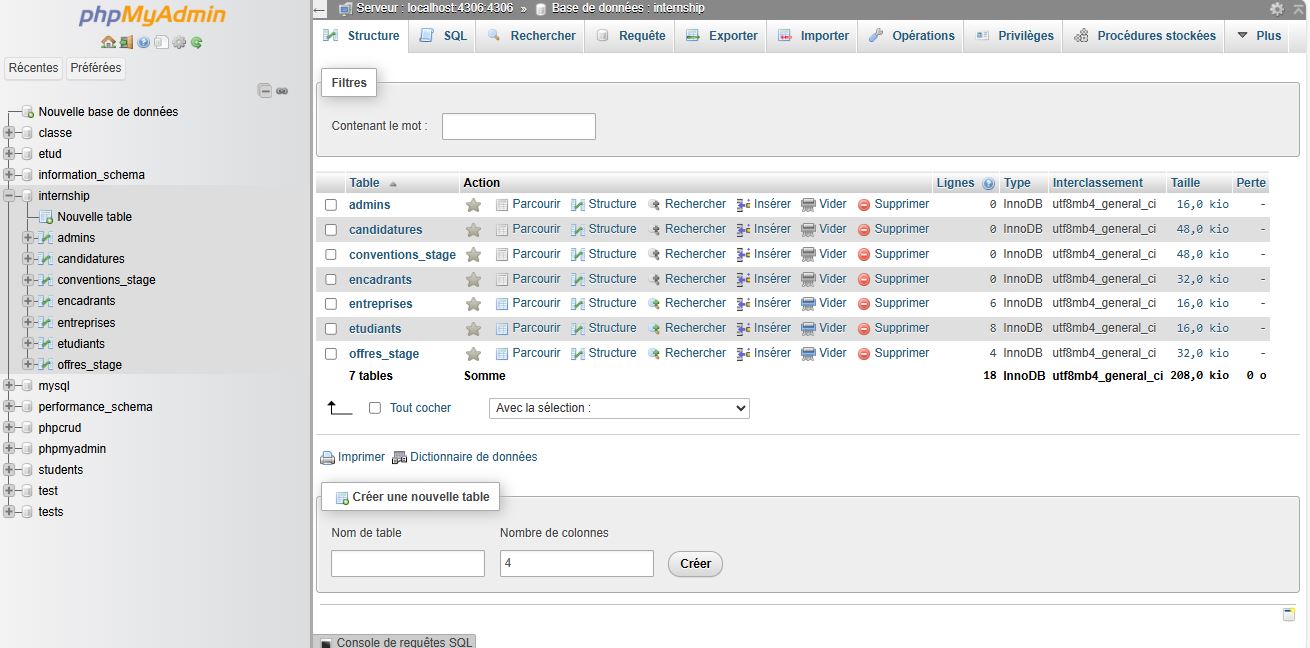 phpMyAdmin
Récentes Préférées
Nouvelle base de données
classe
etud
information_schema
internship
Nouvelle table
admins
candidatures
conventions_stage
encadrants
entreprises
etudiants
offres_stage
mysql
performance_schema
phpcrud
phpmyadmin
students
test
tests
Serveur : localhost:4306:4306 » Base de données : internship
Structure SQL Rechercher Requête Exporter Importer Opérations Privilèges Procédures stockées Plus
Filtres
Contenant le mot :
Table Action Lignes Type Interclassement Taille Perte
admins Parcourir Structure Rechercher Insérer Vider Supprimer 0 InnoDB utf8mb4_general_ci 16,0 kio -
candidatures Parcourir Structure Rechercher Insérer Vider Supprimer 0 InnoDB utf8mb4_general_ci 48,0 kio -
conventions_stage Parcourir Structure Rechercher Insérer Vider Supprimer 0 InnoDB utf8mb4_general_ci 48,0 kio -
encadrants Parcourir Structure Rechercher Insérer Vider Supprimer 0 InnoDB utf8mb4_general_ci 32,0 kio -
entreprises Parcourir Structure Rechercher Insérer Vider Supprimer 6 InnoDB utf8mb4_general_ci 16,0 kio -
etudiants Parcourir Structure Rechercher Insérer Vider Supprimer 8 InnoDB utf8mb4_general_ci 16,0 kio -
offres_stage Parcourir Structure Rechercher Insérer Vider Supprimer 4 InnoDB utf8mb4_general_ci 32,0 kio -
7 tables Somme 18 InnoDB utf8mb4_general_ci 208,0 kio 0 o
Tout cocher Avec la sélection :
Imprimer Dictionnaire de données
Créer une nouvelle table
Nom de table Nombre de colonnes
4 Créer
Console de requêtes SQL